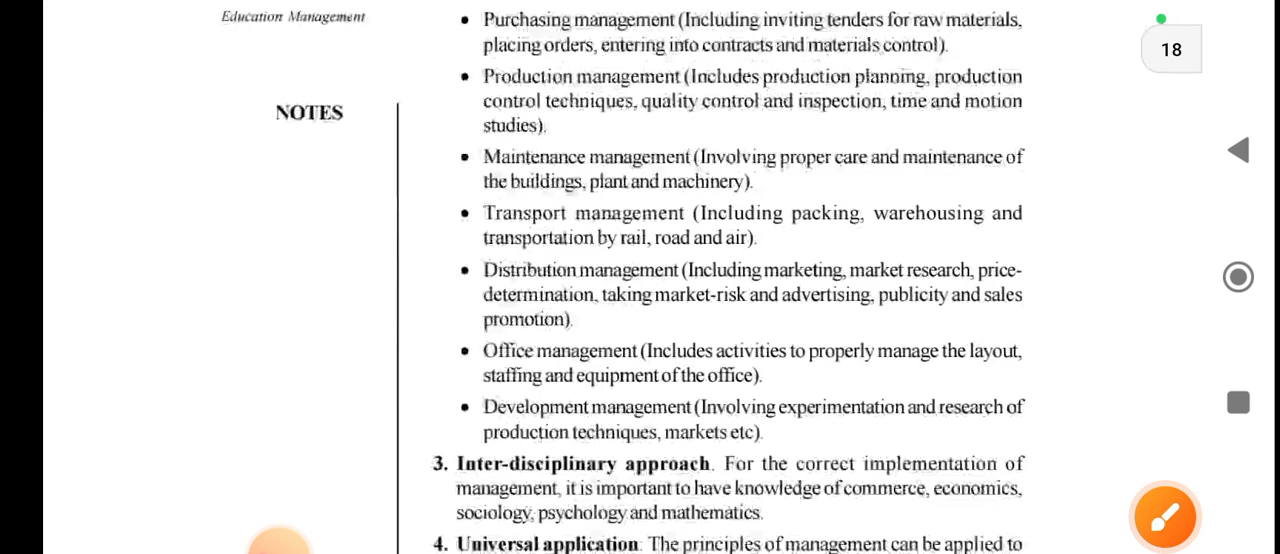 Education Management
NOTES
• Purchasing management (Including inviting tenders for raw materials,
placing orders, entering into contracts and materials control).
• Production management (Includes production planning, production
control techniques, quality control and inspection, time and motion
studies).
• Maintenance management (Involving proper care and maintenance of
the buildings, plant and machinery).
• Transport management (Including packing, warehousing and
transportation by rail, road and air).
• Distribution management (Including marketing, market research, price-
determination, taking market-risk and advertising, publicity and sales
promotion).
• Office management (Includes activities to properly manage the layout,
staffing and equipment of the office).
• Development management (Involving experimentation and research of
production techniques, markets etc).
3. Inter-disciplinary approach. For the correct implementation of
management, it is important to have knowledge of commerce, economics,
sociology, psychology and mathematics.
4. Universal application. The principles of management can be applied to
18